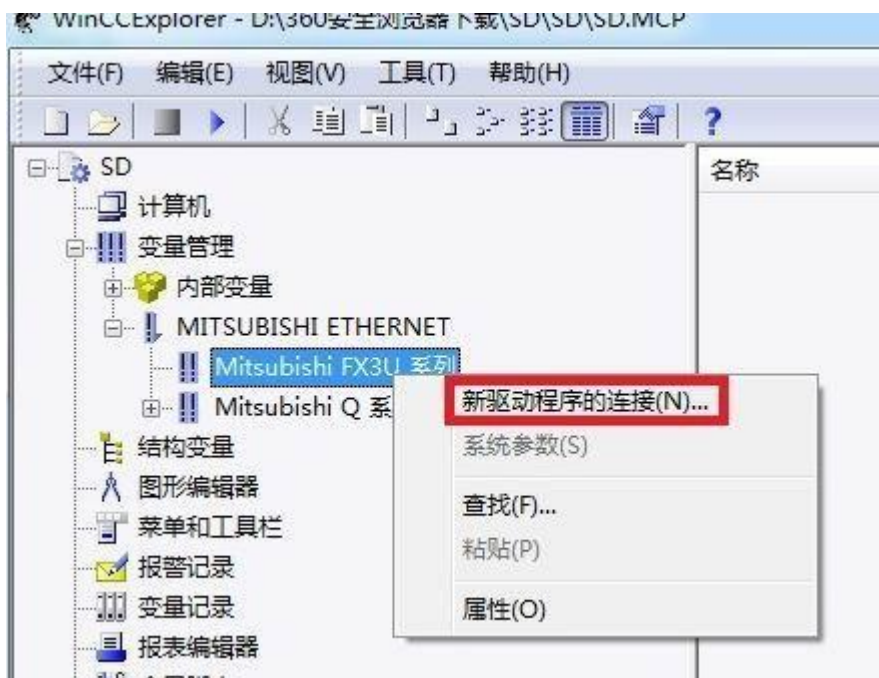 WinCCExplorer - D:\360安全浏览器下载\SD\SD\SD.MCP
文件(F) 编辑(E) 视图(V) 工具(T) 帮助(H)
?
SD
名称
计算机
变量管理
内部变量
MITSUBISHI ETHERNET
Mitsubishi FX3U 系列
新驱动程序的连接(N)...
Mitsubishi Q 系
系统参数(S)
结构变量
图形编辑器
查找(F)...
菜单和工具栏
粘贴(P)
报警记录
变量记录
属性(O)
报表编辑器